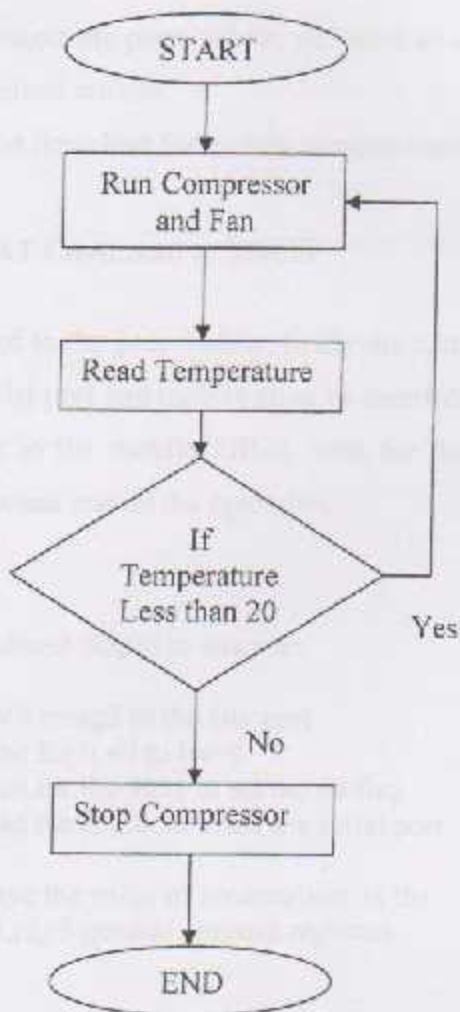 START
Run Compressor
and Fan
Read Temperature
If
Temperature
Less than 20
Yes
No
Stop Compressor
END